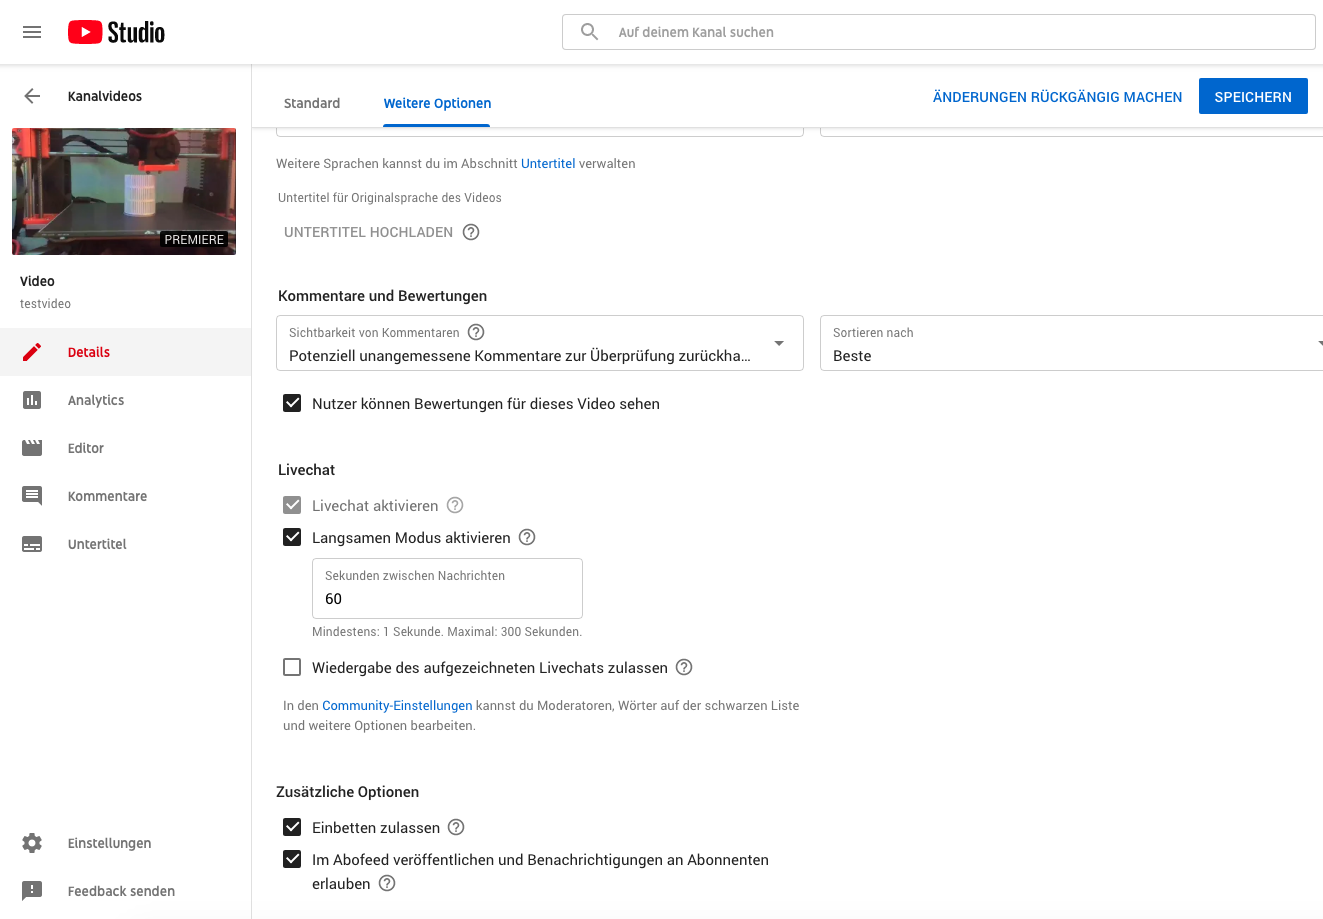 Studio
Auf deinem Kanal suchen
Kanalvideos
PREMIERE
Video
testvideo
Details
Analytics
Editor
Kommentare
Untertitel
Einstellungen
Feedback senden
Standard
Weitere Optionen
ÄNDERUNGEN RÜCKGÄNGIG MACHEN
SPEICHERN
Weitere Sprachen kannst du im Abschnitt Untertitel verwalten
Untertitel für Originalsprache des Videos
UNTERTITEL HOCHLADEN
Kommentare und Bewertungen
Sichtbarkeit von Kommentaren
Potenziell unangemessene Kommentare zur Überprüfung zurückha...
Sortieren nach
Beste
Nutzer können Bewertungen für dieses Video sehen
Livechat
Livechat aktivieren
Langsamen Modus aktivieren
Sekunden zwischen Nachrichten
60
Mindestens: 1 Sekunde. Maximal: 300 Sekunden.
Wiedergabe des aufgezeichneten Livechats zulassen
In den Community-Einstellungen kannst du Moderatoren, Wörter auf der schwarzen Liste
und weitere Optionen bearbeiten.
Zusätzliche Optionen
Einbetten zulassen
Im Abofeed veröffentlichen und Benachrichtigungen an Abonnenten
erlauben